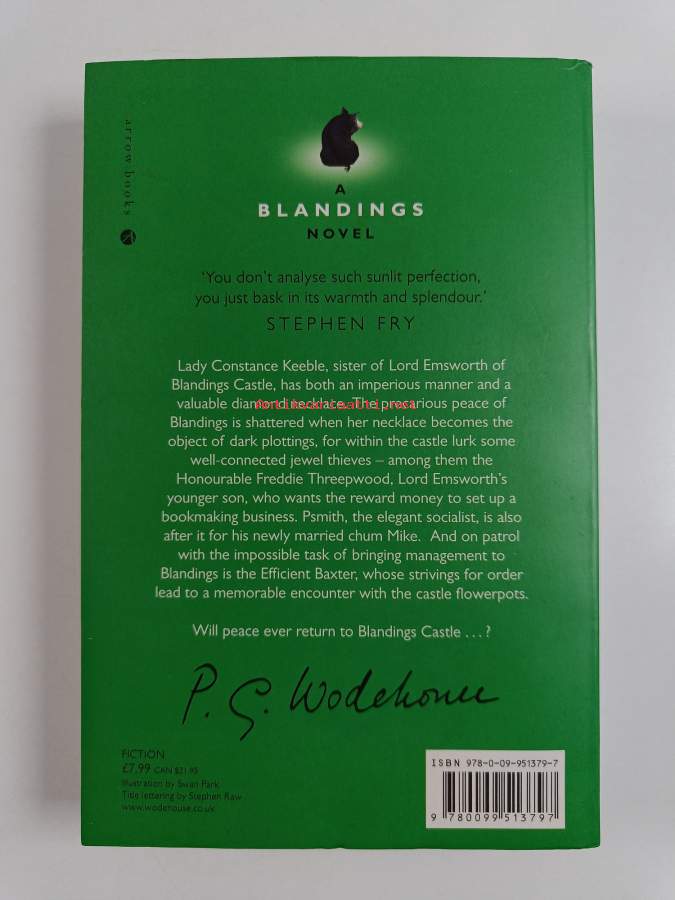 arrow books
A
BLANDINGS
NOVEL
‘You don’t analyse such sunlit perfection,
you just bask in its warmth and splendour.’
STEPHEN FRY
Lady Constance Keeble, sister of Lord Emsworth of
Blandings Castle, has both an imperious manner and a
valuable diamond necklace. The precarious peace of
Antikvariaatti.net
Blandings is shattered when her necklace becomes the
object of dark plottings, for within the castle lurk some
well-connected jewel thieves – among them the
Honourable Freddie Threepwood, Lord Emsworth’s
younger son, who wants the reward money to set up a
bookmaking business. Psmith, the elegant socialist, is also
after it for his newly married chum Mike. And on patrol
with the impossible task of bringing management to
Blandings is the Efficient Baxter, whose strivings for order
lead to a memorable encounter with the castle flowerpots.
Will peace ever return to Blandings Castle ...?
P. G. Wodehouse
FICTION
£7.99 CAN $21.95
Illustration by Swan Park
Title lettering by Stephen Raw
www.wodehouse.co.uk
ISBN 978-0-09-951379-7
9 780099 513797